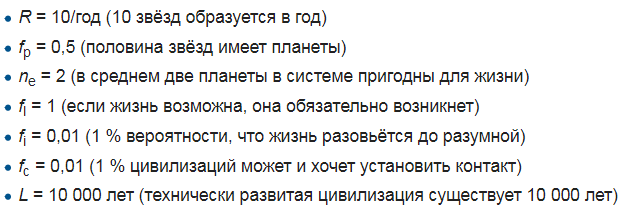 • R = 10/год (10 звёзд образуется в год)
• fp = 0,5 (половина звёзд имеет планеты)
• ne = 2 (в среднем две планеты в системе пригодны для жизни)
• fl = 1 (если жизнь возможна, она обязательно возникнет)
• fi = 0,01 (1 % вероятности, что жизнь разовьётся до разумной)
• fc = 0,01 (1 % цивилизаций может и хочет установить контакт)
• L = 10 000 лет (технически развитая цивилизация существует 10 000 лет)